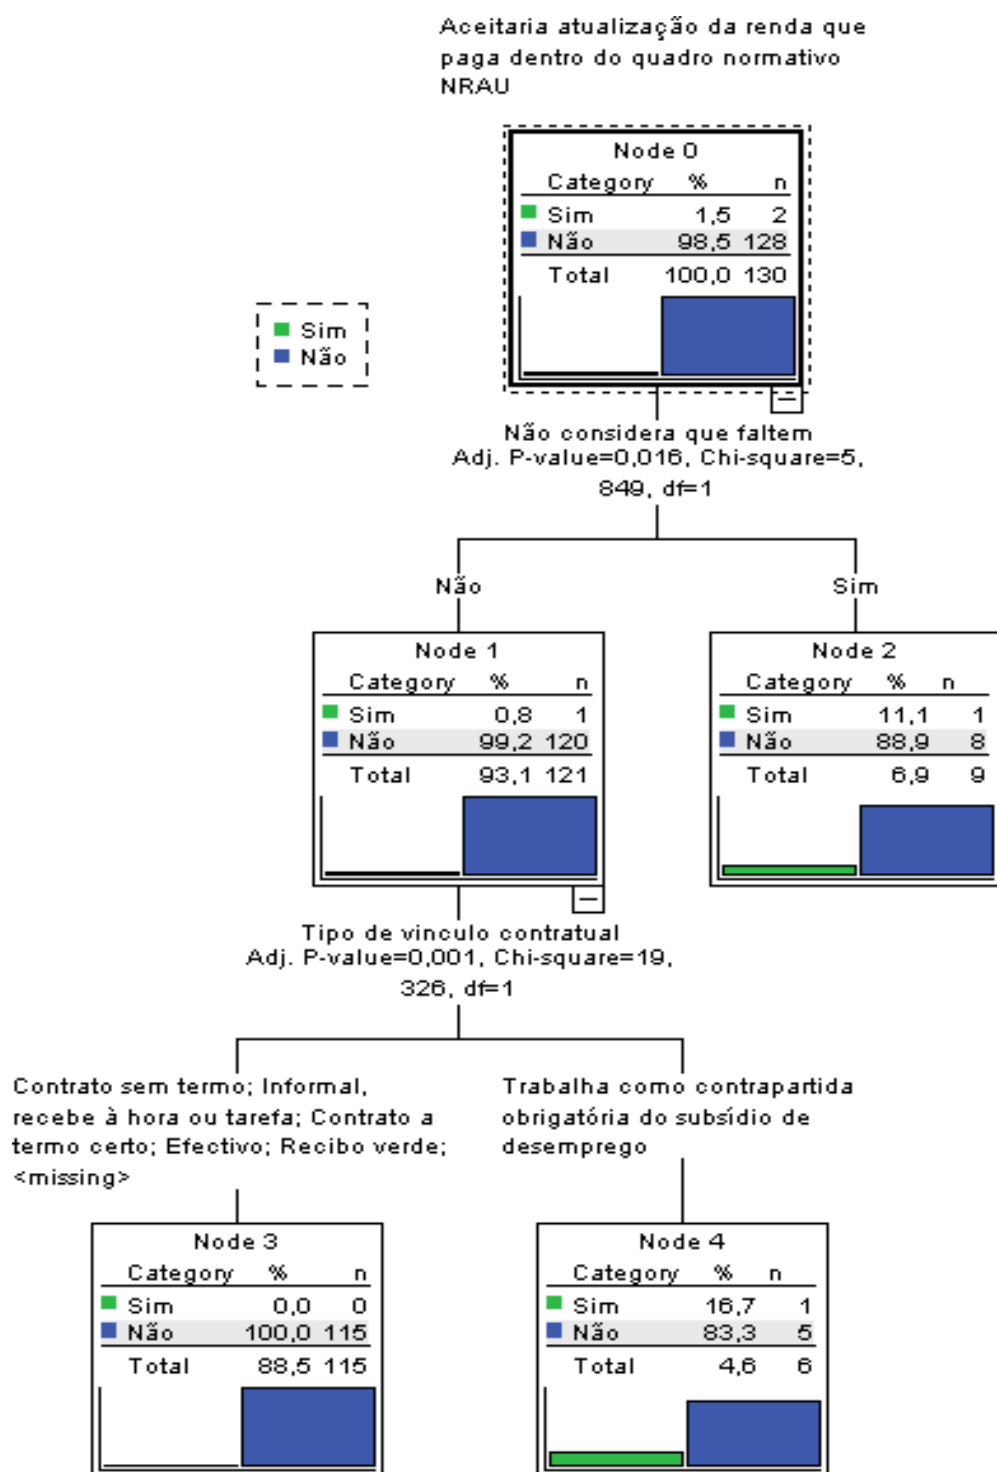 Aceitaria atualização da renda que
paga dentro do quadro normativo
NRAU
Node 0
Category % n
Sim 1,5 2
Não 98,5 128
Total 100,0 130
Sim
Não
Não considera que faltem
Adj. P-value=0,016, Chi-square=5,
849, df=1
Não
Sim
Node 1
Category % n
Sim 0,8 1
Não 99,2 120
Total 93,1 121
Node 2
Category % n
Sim 11,1 1
Não 88,9 8
Total 6,9 9
Tipo de vinculo contratual
Adj. P-value=0,001, Chi-square=19,
326, df=1
Contrato sem termo; Informal,
recebe à hora ou tarefa; Contrato a
termo certo; Efectivo; Recibo verde;
<missing>
Trabalha como contrapartida
obrigatória do subsídio de
desemprego
Node 3
Category % n
Sim 0,0 0
Não 100,0 115
Total 88,5 115
Node 4
Category % n
Sim 16,7 1
Não 83,3 5
Total 4,6 6